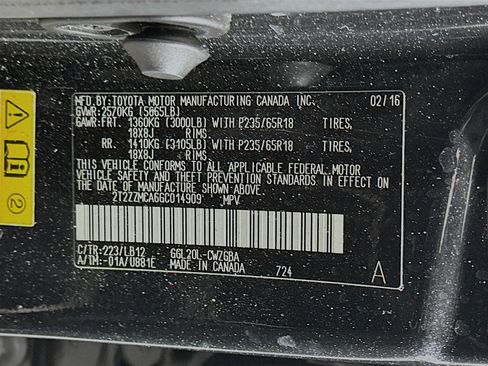 MFD.BY:TOYOTA MOTOR MANUFACTURING CANADA INC. 02/16
GVWR:2570KG (5665LB)
GAWR:FRT. 1360KG (3000LB) WITH P235/65R18 TIRES,
18X8J RIMS,
RR. 1410KG (3105LB) WITH P235/65R18 TIRES,
18X8J RIMS,
THIS VEHICLE CONFORMS TO ALL APPLICABLE FEDERAL MOTOR
VEHICLE SAFETY AND THEFT PREVENTION STANDARDS IN EFFECT
ON THE DATE OF MANUFACTURE SHOWN ABOVE.
2T2ZZMCA6GC014909 MPV
C/TR:223/LB12 GGL20L-CWZGBA
A/TM:-01A/U881E MADE IN CANADA 724
A
2